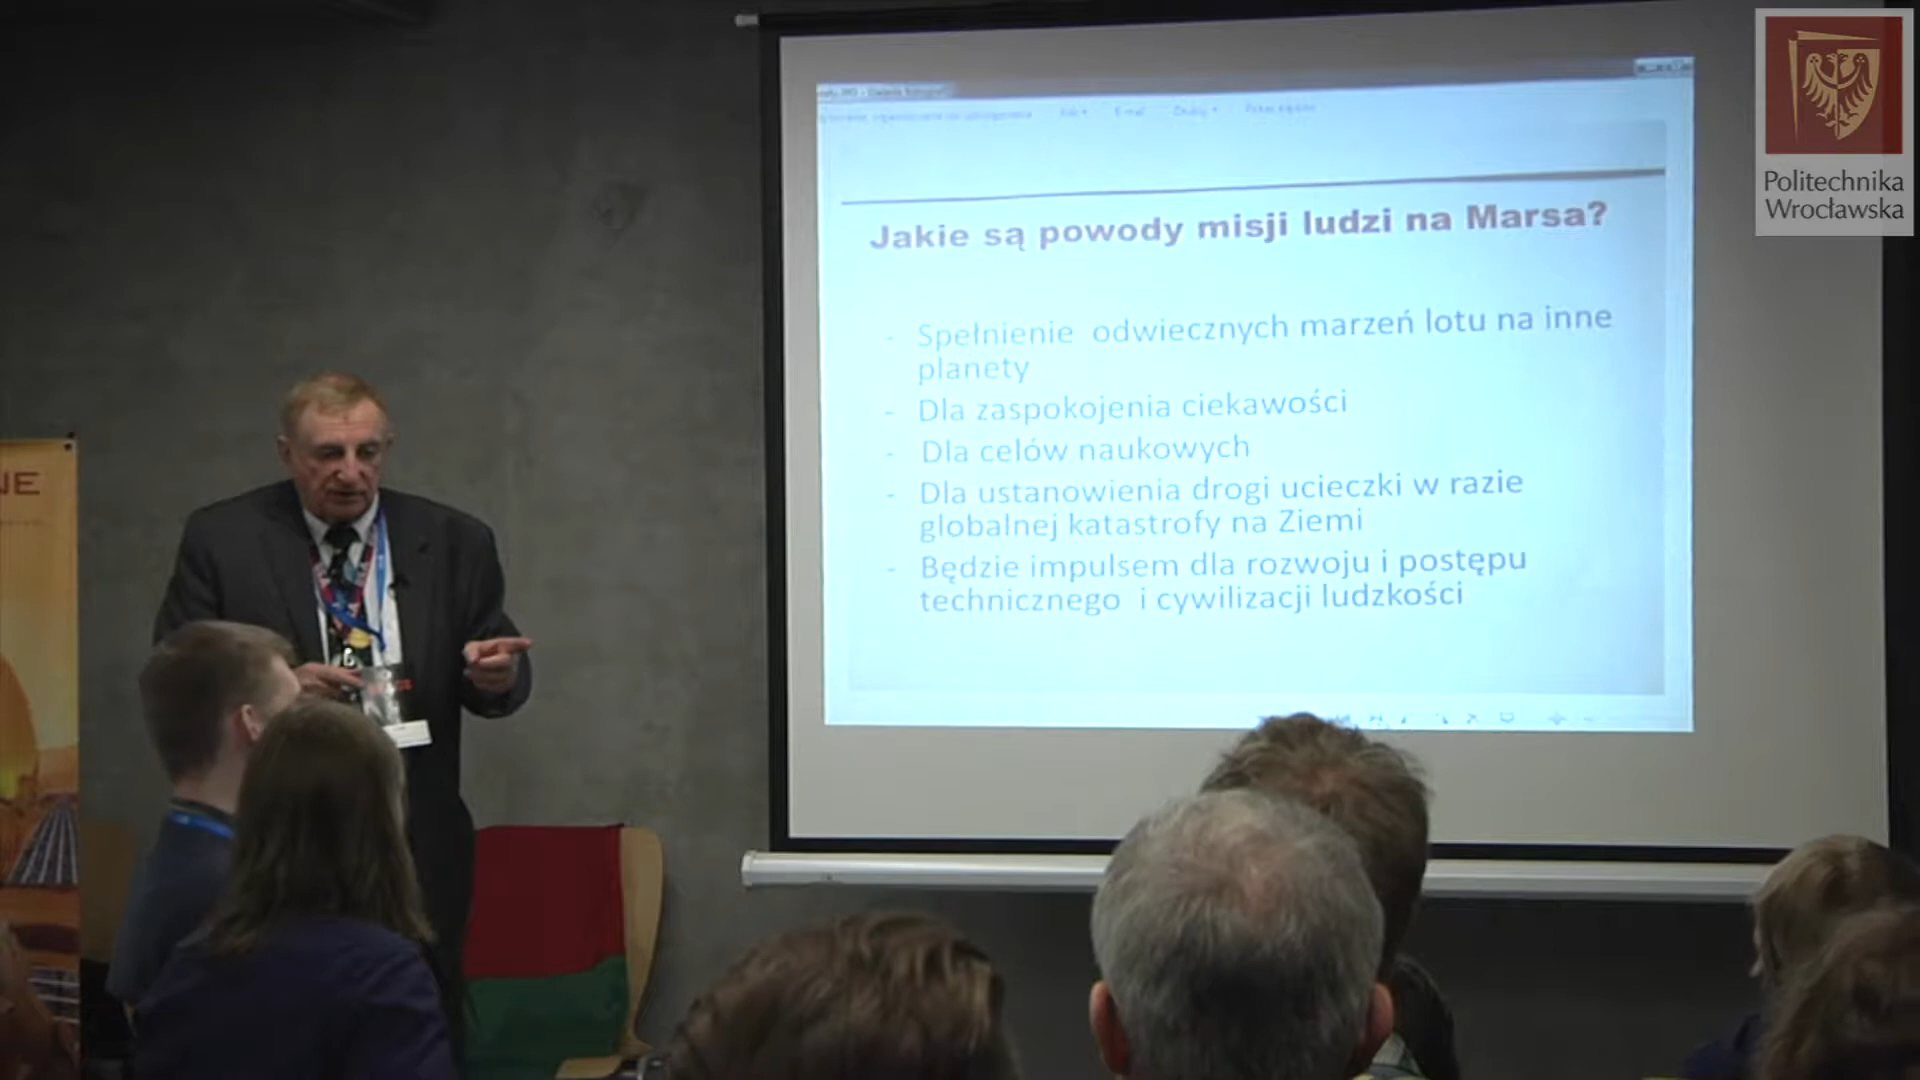 Politechnika
Wrocławska
Jakie są powody misji ludzi na Marsa?
- Spełnienie odwiecznych marzeń lotu na inne
planety
- Dla zaspokojenia ciekawości
- Dla celów naukowych
- Dla ustanowienia drogi ucieczki w razie
globalnej katastrofy na Ziemi
- Będzie impulsem dla rozwoju i postępu
technicznego i cywilizacji ludzkości
NE